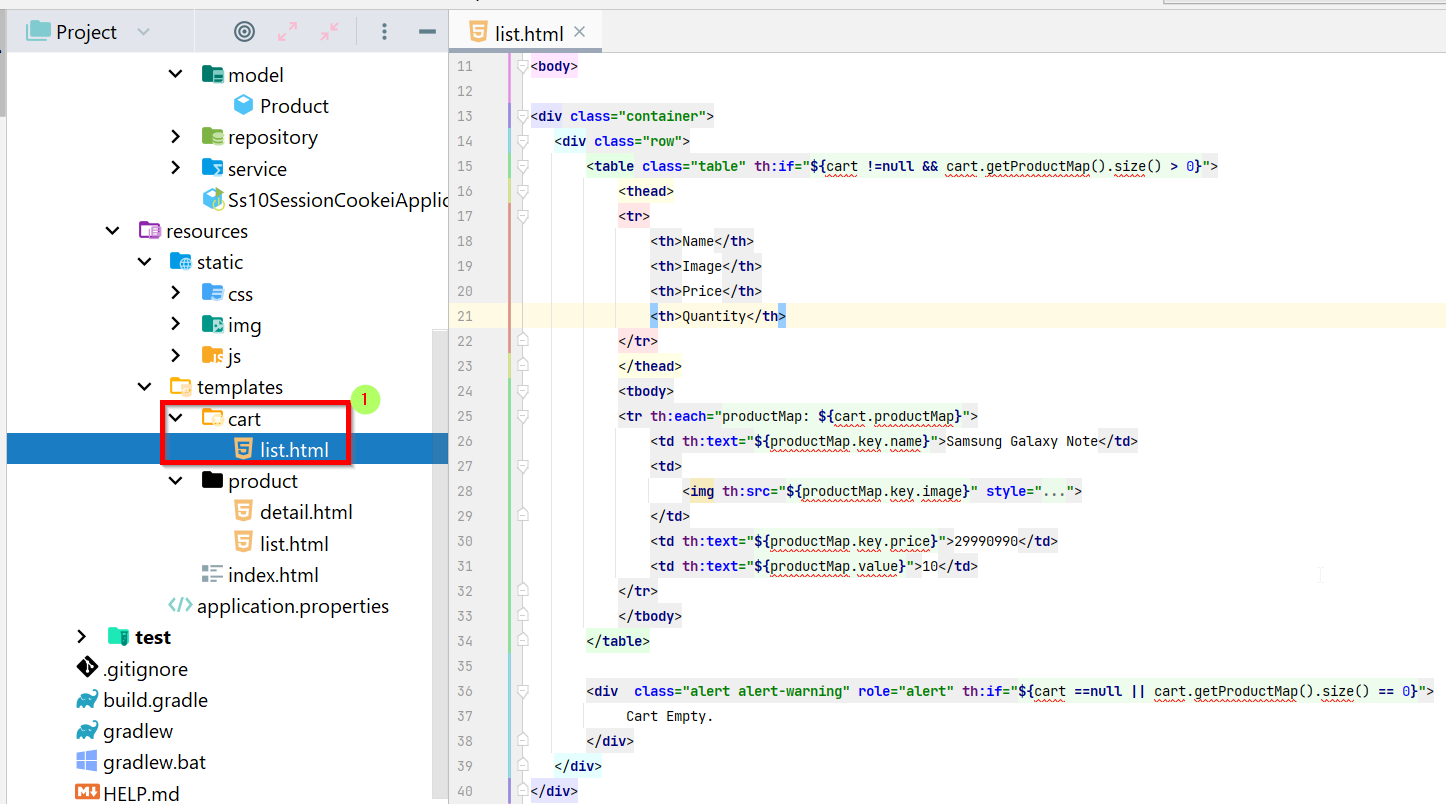 Project
list.html
model
Product
repository
service
Ss10SessionCookeiApplic
resources
static
css
img
js
templates
1
cart
list.html
product
detail.html
list.html
index.html
application.properties
test
.gitignore
build.gradle
gradlew
gradlew.bat
HELP.md
11 <body>
12
13 <div class="container">
14 <div class="row">
15 <table class="table" th:if="${cart !=null && cart.getProductMap().size() > 0}">
16 <thead>
17 <tr>
18 <th>Name</th>
19 <th>Image</th>
20 <th>Price</th>
21 <th>Quantity</th>
22 </tr>
23 </thead>
24 <tbody>
25 <tr th:each="productMap: ${cart.productMap}">
26 <td th:text="${productMap.key.name}">Samsung Galaxy Note</td>
27 <td>
28 <img th:src="${productMap.key.image}" style="...">
29 </td>
30 <td th:text="${productMap.key.price}">29990990</td>
31 <td th:text="${productMap.value}">10</td>
32 </tr>
33 </tbody>
34 </table>
35
36 <div  class="alert alert-warning" role="alert" th:if="${cart ==null || cart.getProductMap().size() == 0}">
37 Cart Empty.
38 </div>
39 </div>
40 </div>